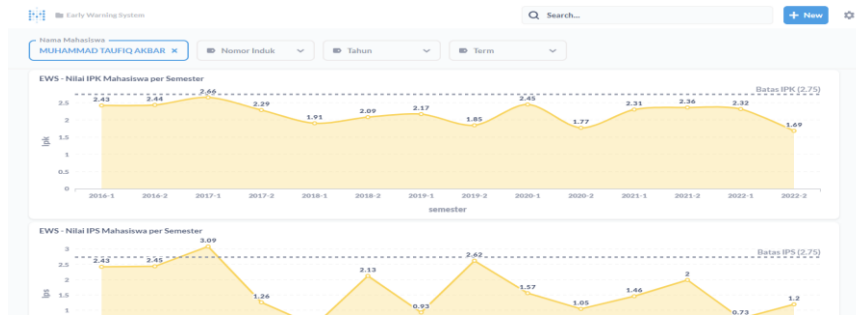 Early Warning System
Search...
+ New
Nama Mahasiswa
MUHAMMAD TAUFIQ AKBAR ×
Nomor Induk
Tahun
Term
EWS - Nilai IPK Mahasiswa per Semester
Batas IPK (2.75)
2.43 2.44 2.66 2.29 1.91 2.09 2.17 1.85 2.45 1.77 2.31 2.36 2.32 1.69
2.5
2
1.5
1
0.5
0
Ipk
2016-1 2016-2 2017-1 2017-2 2018-1 2018-2 2019-1 2019-2 2020-1 2020-2 2021-1 2021-2 2022-1 2022-2
semester
EWS - Nilai IPS Mahasiswa per Semester
Batas IPS (2.75)
2.43 2.45 3.09 1.26 2.13 0.93 2.62 1.57 1.05 1.46 2 0.73 1.2
3
2.5
2
1.5
1
Ips